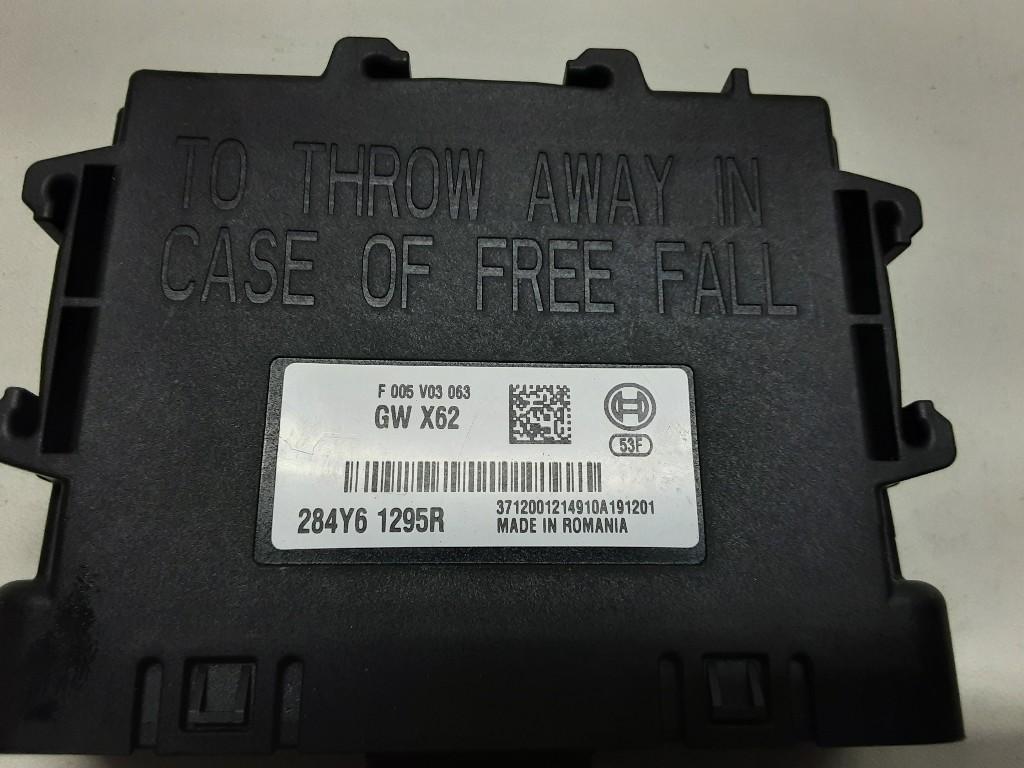 TO THROW AWAY IN
CASE OF FREE FALL
F 005 V03 063
GW X62
53F
284Y6 1295R
3712001214910A191201
MADE IN ROMANIA